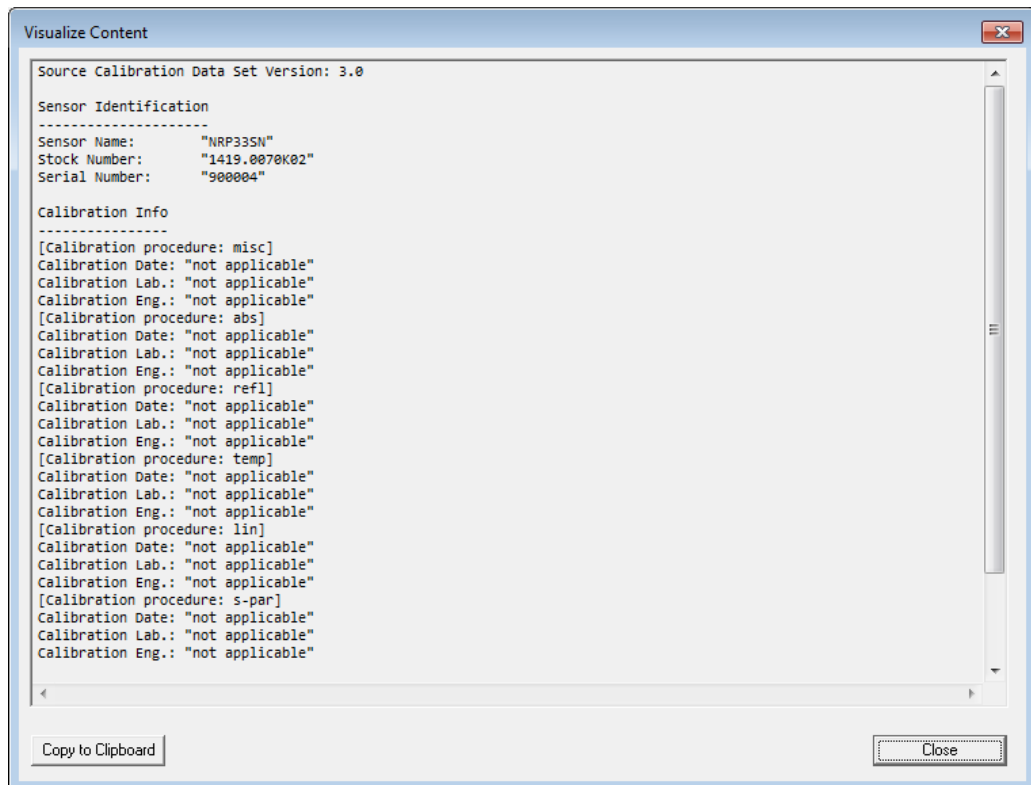 Visualize Content
Source Calibration Data Set Version: 3.0
Sensor Identification
---------------------
Sensor Name: "NRP33SN"
Stock Number: "1419.0070K02"
Serial Number: "900004"
Calibration Info
----------------
[Calibration procedure: misc]
Calibration Date: "not applicable"
Calibration Lab.: "not applicable"
Calibration Eng.: "not applicable"
[Calibration procedure: abs]
Calibration Date: "not applicable"
Calibration Lab.: "not applicable"
Calibration Eng.: "not applicable"
[Calibration procedure: refl]
Calibration Date: "not applicable"
Calibration Lab.: "not applicable"
Calibration Eng.: "not applicable"
[Calibration procedure: temp]
Calibration Date: "not applicable"
Calibration Lab.: "not applicable"
Calibration Eng.: "not applicable"
[Calibration procedure: lin]
Calibration Date: "not applicable"
Calibration Lab.: "not applicable"
Calibration Eng.: "not applicable"
[Calibration procedure: s-par]
Calibration Date: "not applicable"
Calibration Lab.: "not applicable"
Calibration Eng.: "not applicable"
Copy to Clipboard
Close